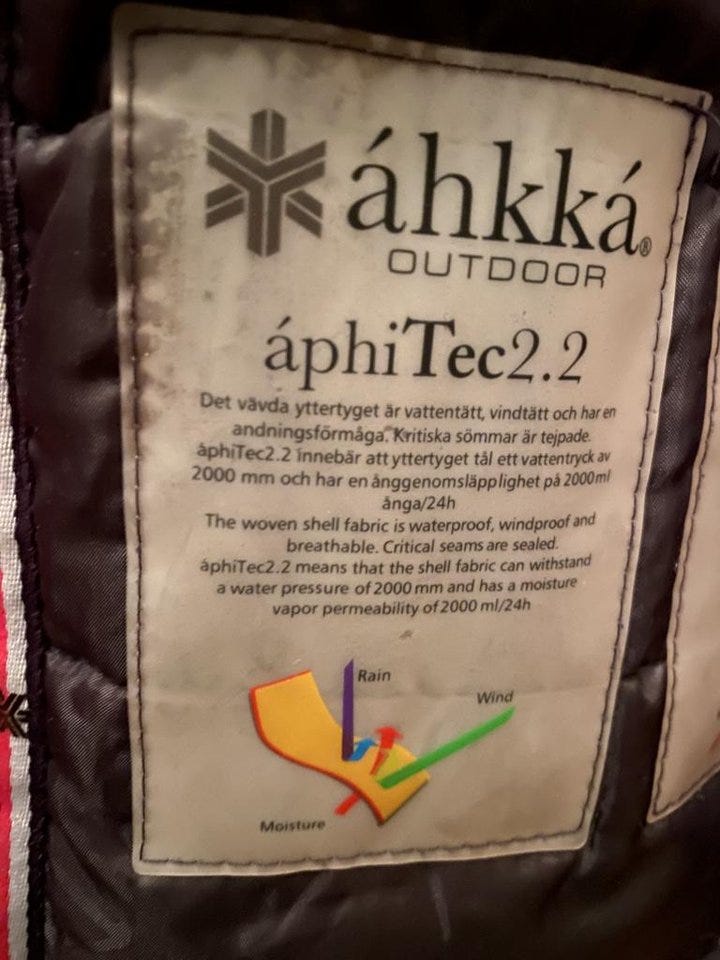 áhkká®
OUTDOOR
áphiTec2.2
Det vävda yttertyget är vattentätt, vindtätt och har en
andningsförmåga. Kritiska sömmar är tejpade.
áphiTec2.2 innebär att yttertyget tål ett vattentryck av
2000 mm och har en ånggenomsläpplighet på 2000ml
ånga/24h
The woven shell fabric is waterproof, windproof and
breathable. Critical seams are sealed.
áphiTec2.2 means that the shell fabric can withstand
a water pressure of 2000 mm and has a moisture
vapor permeability of 2000 ml/24h
Rain
Wind
Moisture